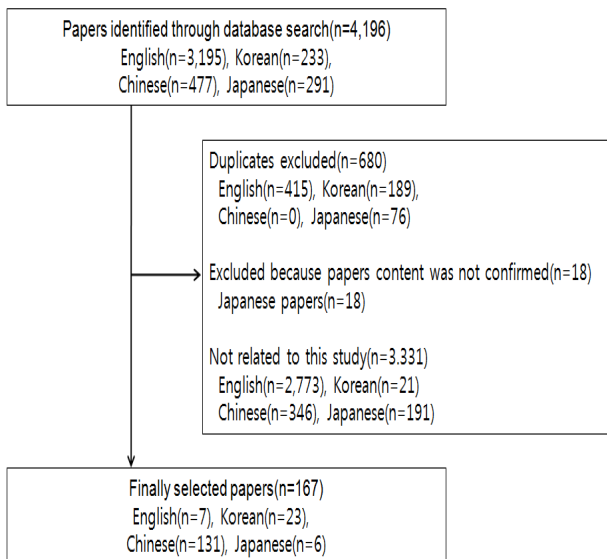 Papers identified through database search(n=4,196)
English(n=3,195), Korean(n=233),
Chinese(n=477), Japanese(n=291)
Duplicates excluded(n=680)
English(n=415), Korean(n=189),
Chinese(n=0), Japanese(n=76)
Excluded because papers content was not confirmed(n=18)
Japanese papers(n=18)
Not related to this study(n=3.331)
English(n=2,773), Korean(n=21)
Chinese(n=346), Japanese(n=191)
Finally selected papers(n=167)
English(n=7), Korean(n=23),
Chinese(n=131), Japanese(n=6)